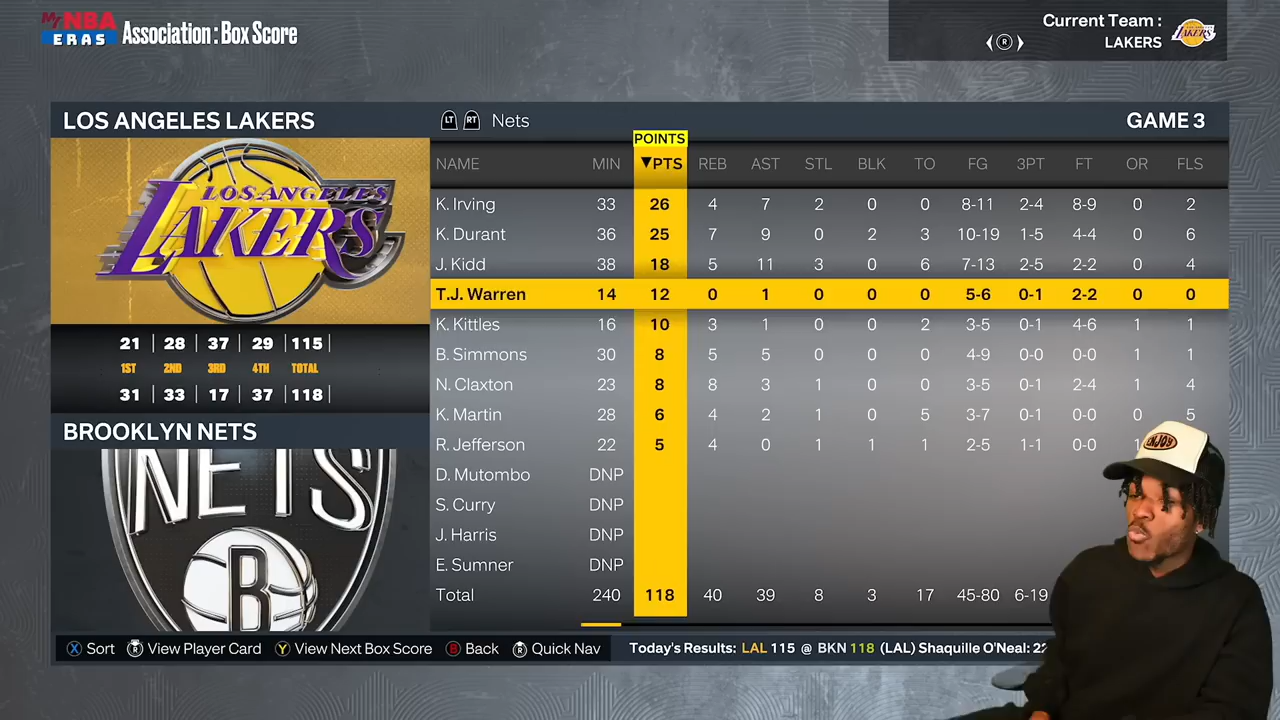 My NBA ERAS Association : Box Score
Current Team :
R
LAKERS
LAKERS
LOS ANGELES LAKERS
LOS ANGELES
LAKERS
21 | 28 | 37 | 29 | 115 |
1ST 2ND 3RD 4TH TOTAL
31 | 33 | 17 | 37 | 118 |
BROOKLYN NETS
NETS
B
LT RT Nets GAME 3
POINTS
NAME MIN ▼PTS REB AST STL BLK TO FG 3PT FT OR FLS
K. Irving 33 26 4 7 2 0 0 8-11 2-4 8-9 0 2
K. Durant 36 25 7 9 0 2 3 10-19 1-5 4-4 0 6
J. Kidd 38 18 5 11 3 0 6 7-13 2-5 2-2 0 4
T.J. Warren 14 12 0 1 0 0 0 5-6 0-1 2-2 0 0
K. Kittles 16 10 3 1 0 0 2 3-5 0-1 4-6 1 1
B. Simmons 30 8 5 5 0 0 0 4-9 0-0 0-0 1 1
N. Claxton 23 8 8 3 1 0 0 3-5 0-1 2-4 1 4
K. Martin 28 6 4 2 1 0 5 3-7 0-1 0-0 0 5
R. Jefferson 22 5 4 0 1 1 1 2-5 1-1 0-0 1
D. Mutombo DNP
S. Curry DNP
J. Harris DNP
E. Sumner DNP
Total 240 118 40 39 8 3 17 45-80 6-19
ENJOY
X Sort R View Player Card Y View Next Box Score B Back R Quick Nav Today's Results: LAL 115 @ BKN 118 (LAL) Shaquille O'Neal: 22